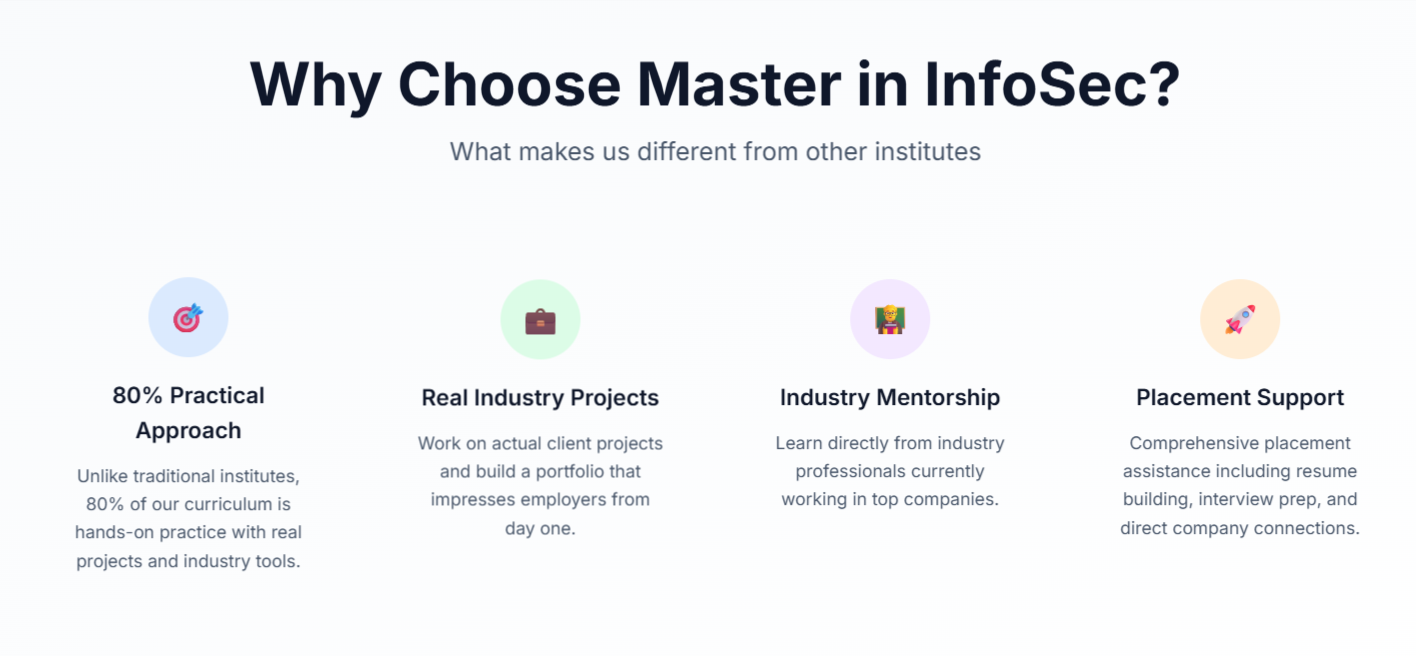 Why Choose Master in InfoSec?
What makes us different from other institutes
80% Practical
Approach
Unlike traditional institutes,
80% of our curriculum is
hands-on practice with real
projects and industry tools.
Real Industry Projects
Work on actual client projects
and build a portfolio that
impresses employers from
day one.
Industry Mentorship
Learn directly from industry
professionals currently
working in top companies.
Placement Support
Comprehensive placement
assistance including resume
building, interview prep, and
direct company connections.